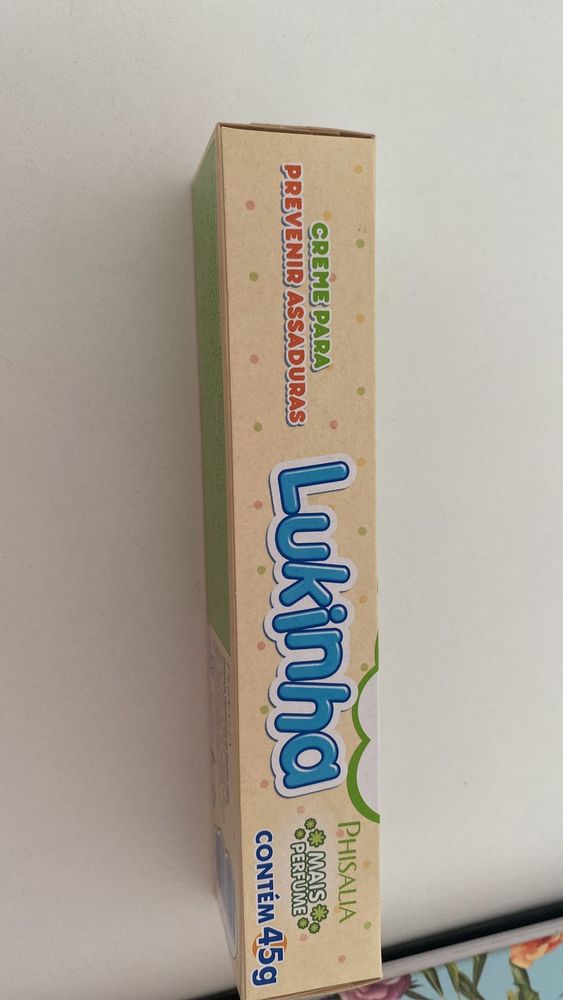 CREME PARA
PREVENIR ASSADURAS
Lukinha
PHISALIA
MAIS
PERFUME
CONTÉM 45g